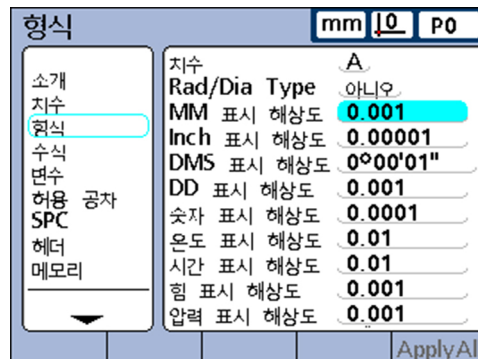 형식 mm 0 P0
소개
치수
형식
수식
변수
허용 공차
SPC
헤더
메모리
치수 A
Rad/Dia Type 아니오
MM 표시 해상도 0.001
Inch 표시 해상도 0.00001
DMS 표시 해상도 0º00'01"
DD 표시 해상도 0.001
숫자 표시 해상도 0.0001
온도 표시 해상도 0.01
시간 표시 해상도 0.01
힘 표시 해상도 0.001
압력 표시 해상도 0.001
Apply Al